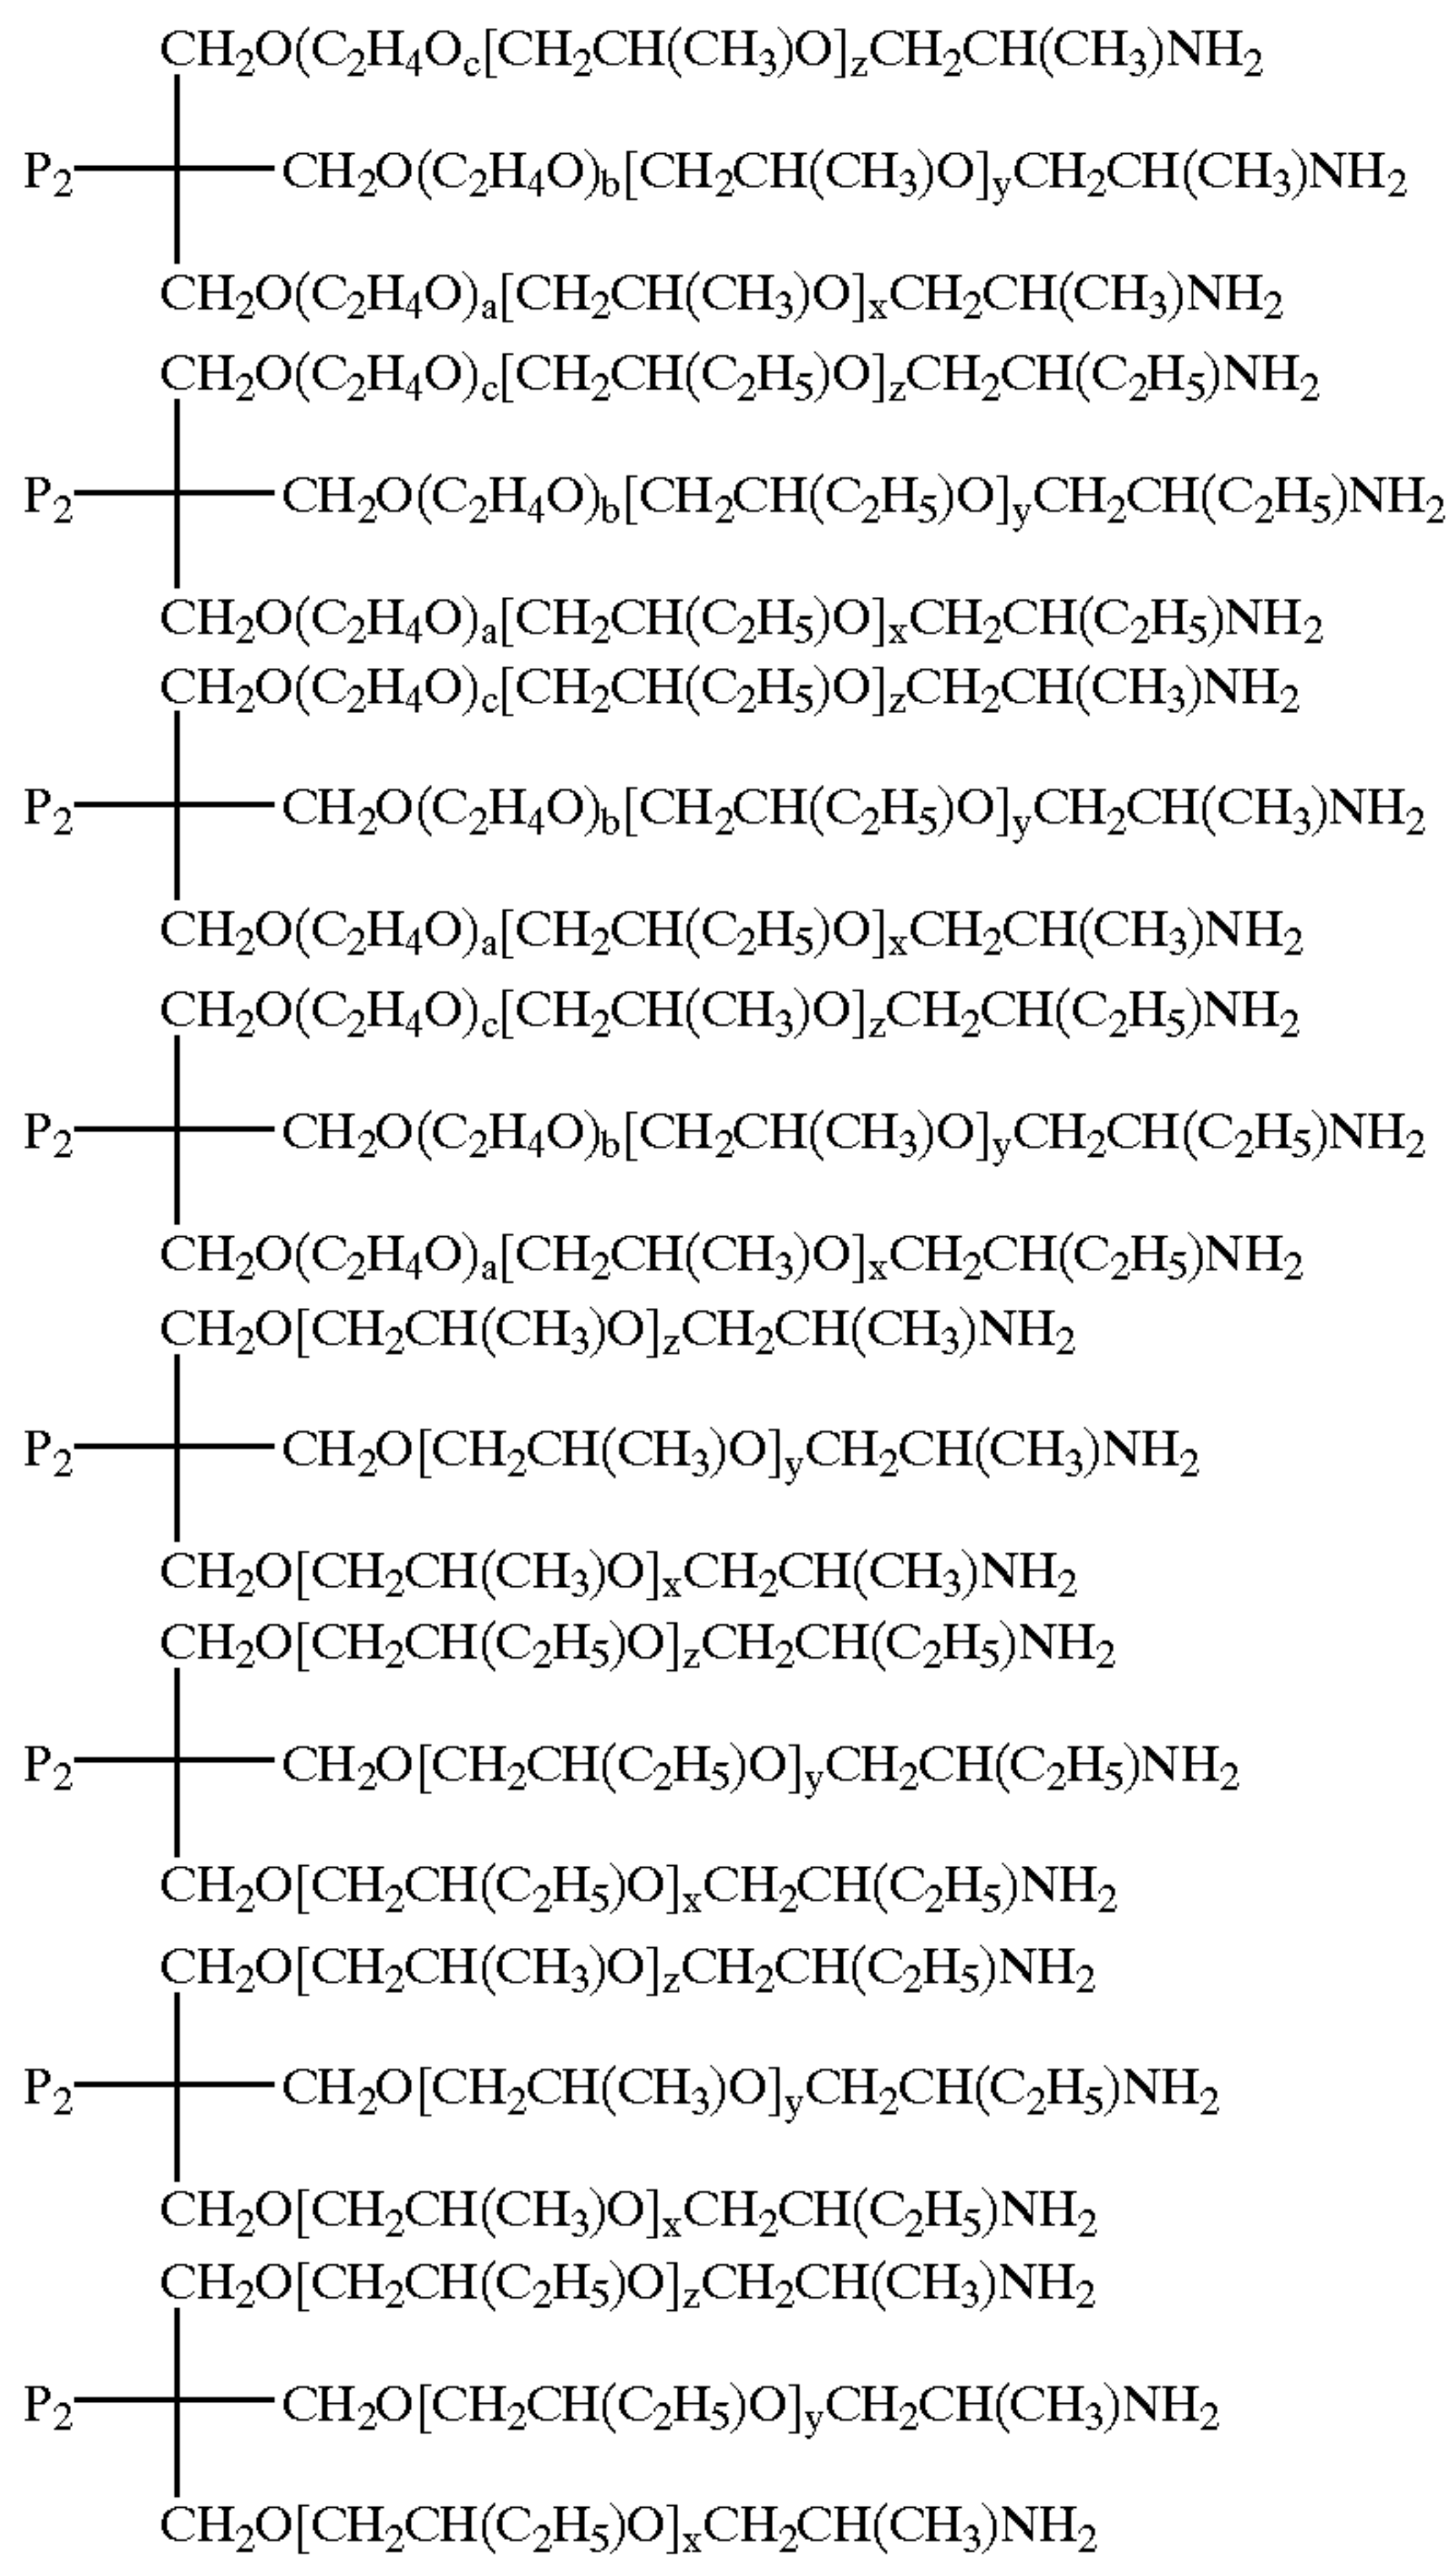 CH2O(C2H4Oc[CH2CH(CH3)O]zCH2CH(CH3)NH2
P2 CH2O(C2H4O)b[CH2CH(CH3)O]yCH2CH(CH3)NH2
CH2O(C2H4O)a[CH2CH(CH3)O]xCH2CH(CH3)NH2
CH2O(C2H4O)c[CH2CH(C2H5)O]zCH2CH(C2H5)NH2
P2 CH2O(C2H4O)b[CH2CH(C2H5)O]yCH2CH(C2H5)NH2
CH2O(C2H4O)a[CH2CH(C2H5)O]xCH2CH(C2H5)NH2
CH2O(C2H4O)c[CH2CH(C2H5)O]zCH2CH(CH3)NH2
P2 CH2O(C2H4O)b[CH2CH(C2H5)O]yCH2CH(CH3)NH2
CH2O(C2H4O)a[CH2CH(C2H5)O]xCH2CH(CH3)NH2
CH2O(C2H4O)c[CH2CH(CH3)O]zCH2CH(C2H5)NH2
P2 CH2O(C2H4O)b[CH2CH(CH3)O]yCH2CH(C2H5)NH2
CH2O(C2H4O)a[CH2CH(CH3)O]xCH2CH(C2H5)NH2
CH2O[CH2CH(CH3)O]zCH2CH(CH3)NH2
P2 CH2O[CH2CH(CH3)O]yCH2CH(CH3)NH2
CH2O[CH2CH(CH3)O]xCH2CH(CH3)NH2
CH2O[CH2CH(C2H5)O]zCH2CH(C2H5)NH2
P2 CH2O[CH2CH(C2H5)O]yCH2CH(C2H5)NH2
CH2O[CH2CH(C2H5)O]xCH2CH(C2H5)NH2
CH2O[CH2CH(CH3)O]zCH2CH(C2H5)NH2
P2 CH2O[CH2CH(CH3)O]yCH2CH(C2H5)NH2
CH2O[CH2CH(CH3)O]xCH2CH(C2H5)NH2
CH2O[CH2CH(C2H5)O]zCH2CH(CH3)NH2
P2 CH2O[CH2CH(C2H5)O]yCH2CH(CH3)NH2
CH2O[CH2CH(C2H5)O]xCH2CH(CH3)NH2